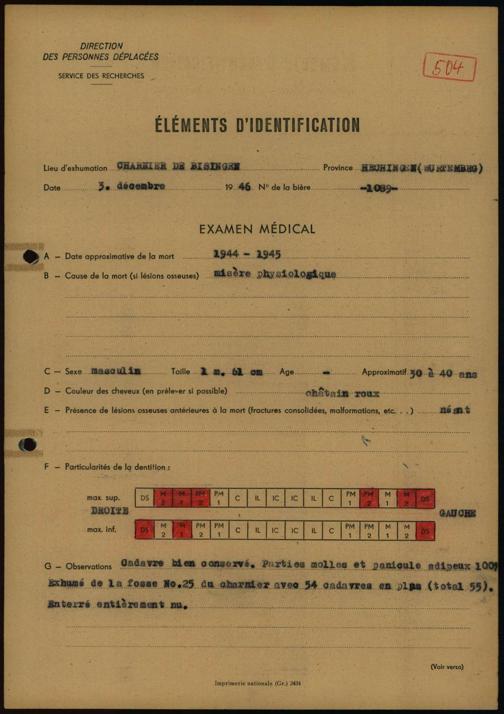 DIRECTION
DES PERSONNES DÉPLACÉES
SERVICE DES RECHERCHES
504
ÉLÉMENTS D'IDENTIFICATION
Lieu d'exhumation CHARNIER DE BISINGEN Province HECHINGEN(WURTEMBERG)
Date 3. décembre 19 46 N° de la bière -1089-
EXAMEN MÉDICAL
A – Date approximative de la mort 1944 - 1945
B – Cause de la mort (si lésions osseuses) misère physiologique
C – Sexe masculin Taille 1 m. 61 cm Age - Approximatif 30 à 40 ans
D – Couleur des cheveux (en prélever si possible) châtain roux
E – Présence de lésions osseuses antérieures à la mort (fractures consolidées, malformations, etc. . .) néant
F – Particularités de la dentition :
max. sup. DS M 2 M 1 PM 2 PM 1 C IL IC IC IL C PM 1 PM 2 M 1 M 2 DS
DROITE GAUCHE
max. inf. DS M 2 M 1 PM 2 PM 1 C IL IC IC IL C PM 1 PM 2 M 1 M 2 DS
G – Observations Cadavre bien conservé. Parties molles et panicule adipeux 100%
Exhumé de la fosse No.25 du charnier avec 54 cadavres en plus (total 55).
Enterré entièrement nu.
(Voir verso)
Imprimerie nationale (Gr.) 2434